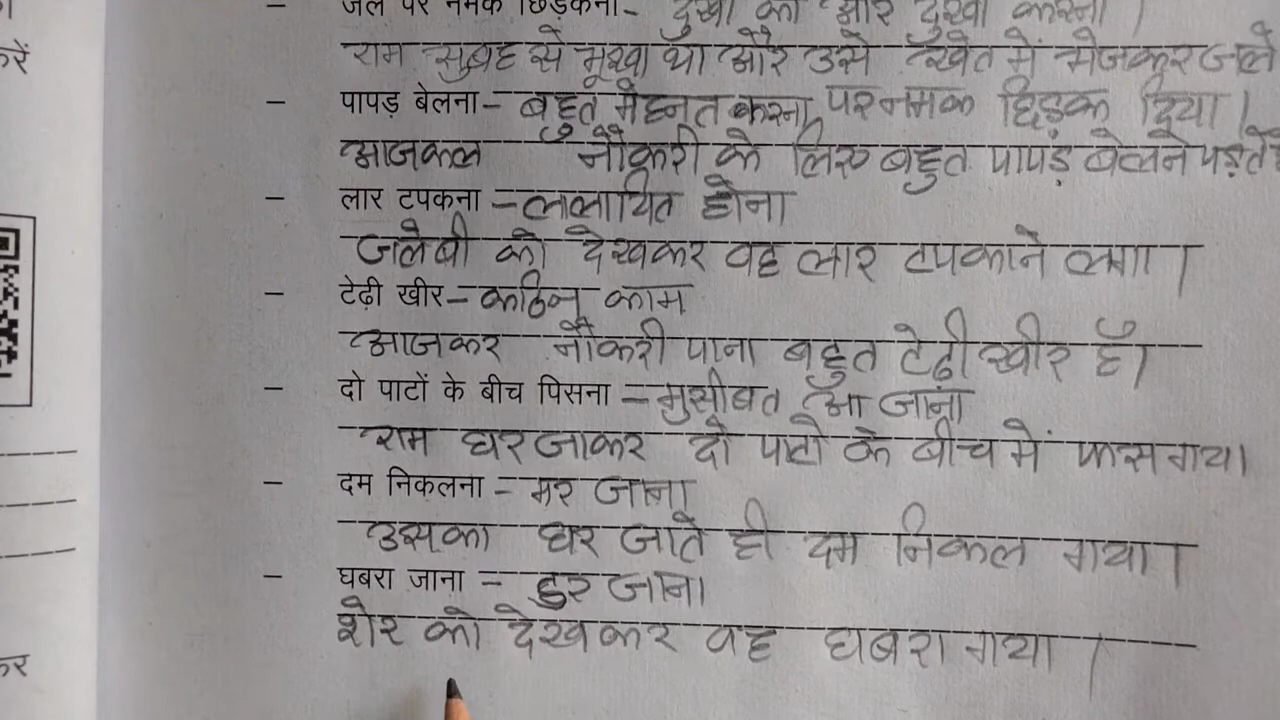 जले पर नमक छिड़कना- दुखी को और दुखी करना।
राम सुबह से भूखा था और उसे खेत में भेजकर जले
- पापड़ बेलना- बहुत मेहनत करना पर नमक छिड़क दिया।
आजकल नौकरी के लिए बहुत पापड़ बेलने पड़ते
- लार टपकना - ललायित होना
जलेबी को देखकर वह लार टपकाने लगा।
- टेढ़ी खीर- कठिन काम
आजकर नौकरी पाना बहुत टेढ़ी खीर है।
- दो पाटों के बीच पिसना - मुसीबत आ जाना
राम घर जाकर दो पाटो के बीच में फास गया।
- दम निकलना - मर जाना
उसका घर जाते ही दम निकल गया।
- घबरा जाना - डर जाना
शेर को देखकर वह घबरा गया।
रें
कर